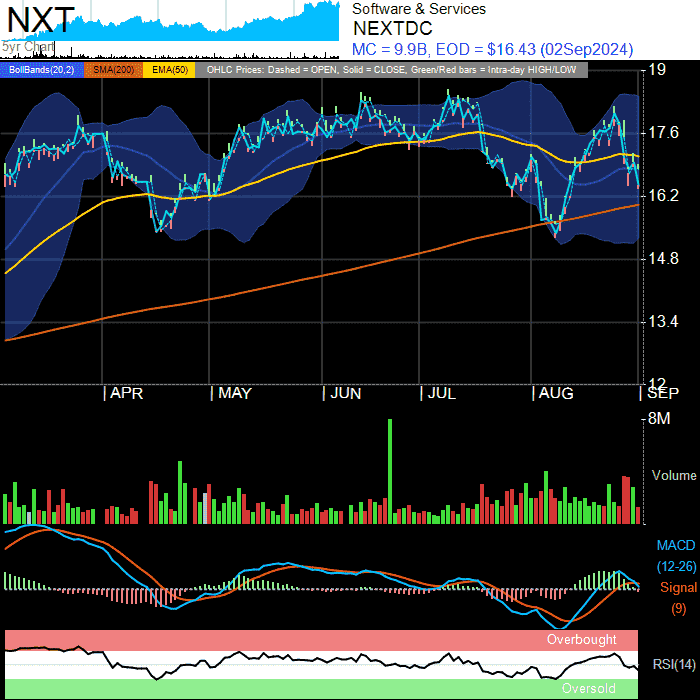 NXT
5yr Chart
Software & Services
NEXTDC
MC = 9.9B, EOD = $16.43 (02Sep2024)
BollBands(20,2) SMA(200) EMA(50) OHLC Prices: Dashed = OPEN, Solid = CLOSE, Green/Red bars = Intra-day HIGH/LOW
19
17.6
16.2
14.8
13.4
12
APR MAY JUN JUL AUG SEP
8M
Volume
MACD
(12-26)
Signal
(9)
Overbought
RSI(14)
Oversold